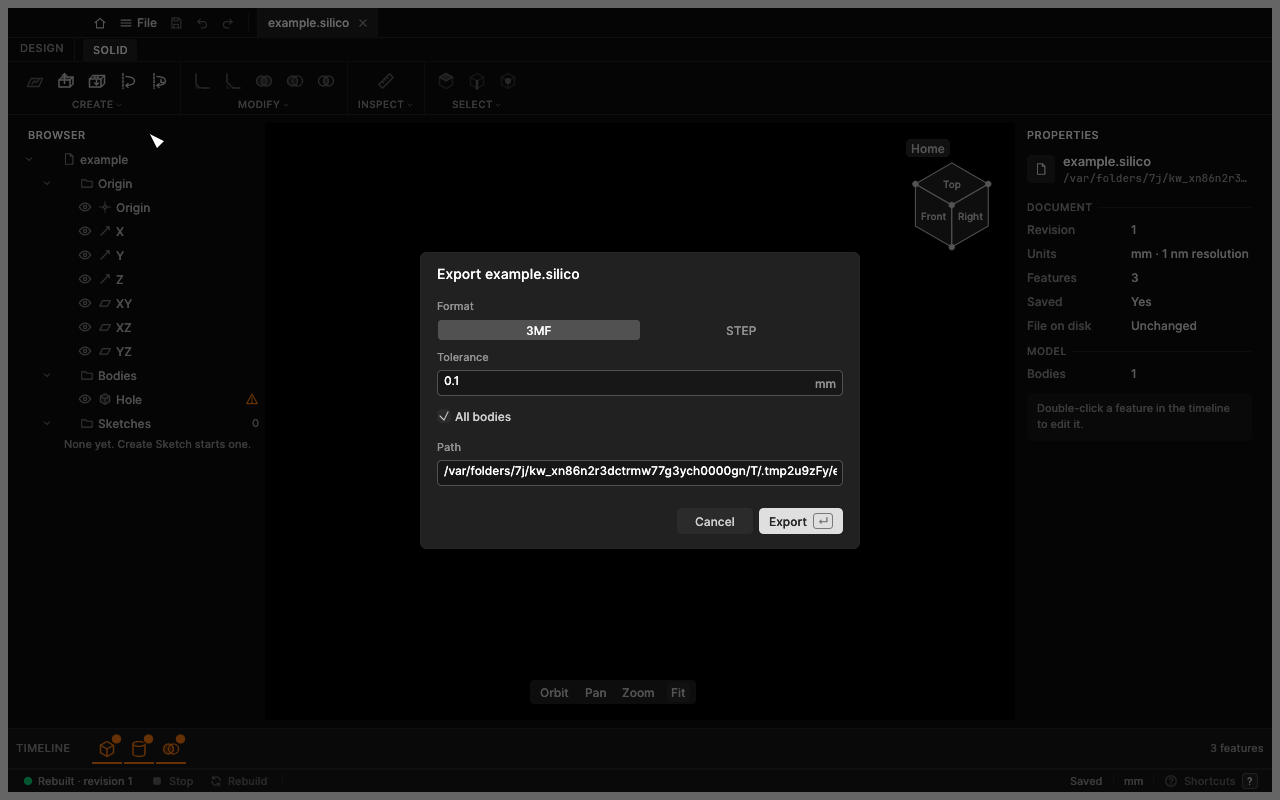 File
example.silico
DESIGN
SOLID
CREATE
MODIFY
INSPECT
SELECT
BROWSER
example
Origin
Origin
X
Y
Z
XY
XZ
YZ
Bodies
Hole
Sketches 0
None yet. Create Sketch starts one.
Home
Top
Front
Right
Export example.silico
Format
3MF
STEP
Tolerance
0.1 mm
All bodies
Path
/var/folders/7j/kw_xn86n2r3dctrmw77g3ych0000gn/T/.tmp2u9zFy/e
Cancel
Export
Orbit
Pan
Zoom
Fit
PROPERTIES
example.silico
/var/folders/7j/kw_xn86n2r3…
DOCUMENT
Revision 1
Units mm · 1 nm resolution
Features 3
Saved Yes
File on disk Unchanged
MODEL
Bodies 1
Double-click a feature in the timeline
to edit it.
TIMELINE
3 features
Rebuilt · revision 1
Stop
Rebuild
Saved
mm
Shortcuts ?